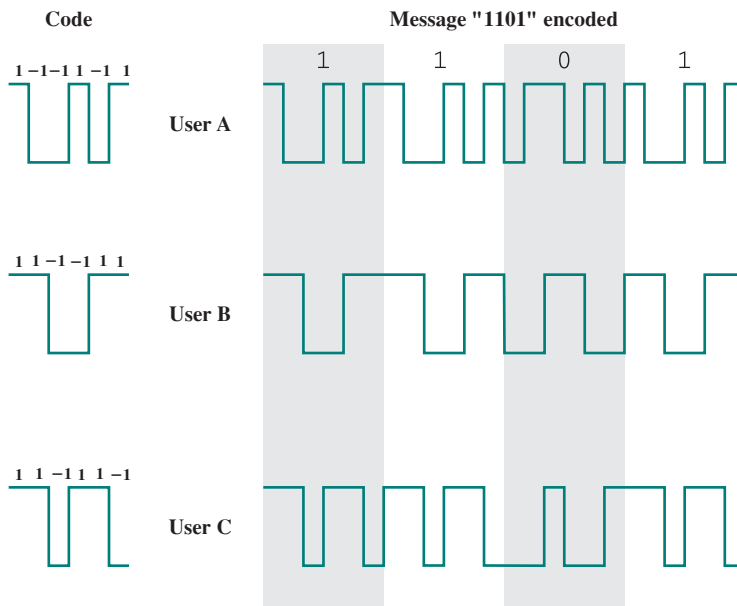 Code
Message "1101" encoded
1 –1 –1 1 –1 1
1 1 0 1
User A
1 1 –1 –1 1 1
User B
1 1 –1 1 1 –1
User C